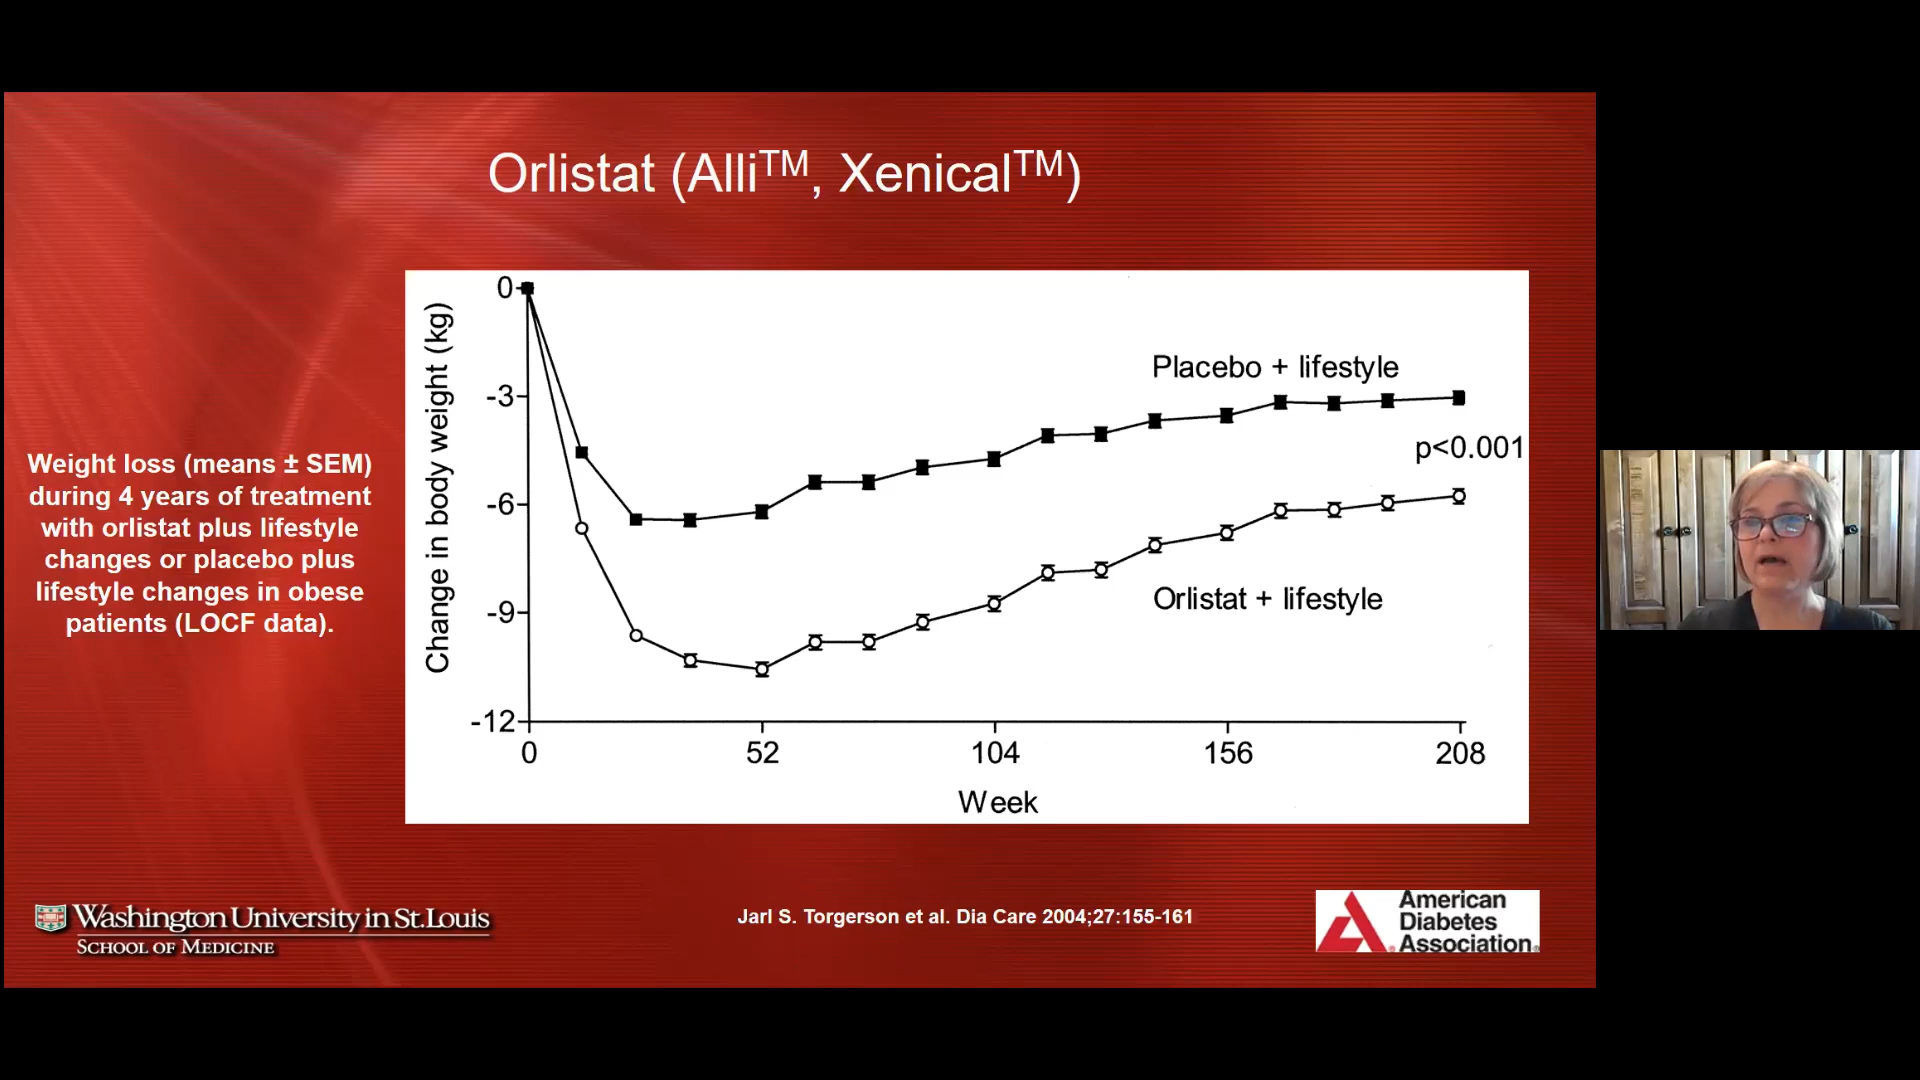 Orlistat (Alli™, Xenical™)
Weight loss (means ± SEM)
during 4 years of treatment
with orlistat plus lifestyle
changes or placebo plus
lifestyle changes in obese
patients (LOCF data).
Change in body weight (kg)
0
-3
-6
-9
-12
Placebo + lifestyle
p<0.001
Orlistat + lifestyle
0 52 104 156 208
Week
Washington University in St. Louis
SCHOOL OF MEDICINE
Jarl S. Torgerson et al. Dia Care 2004;27:155-161
American
Diabetes
Association®